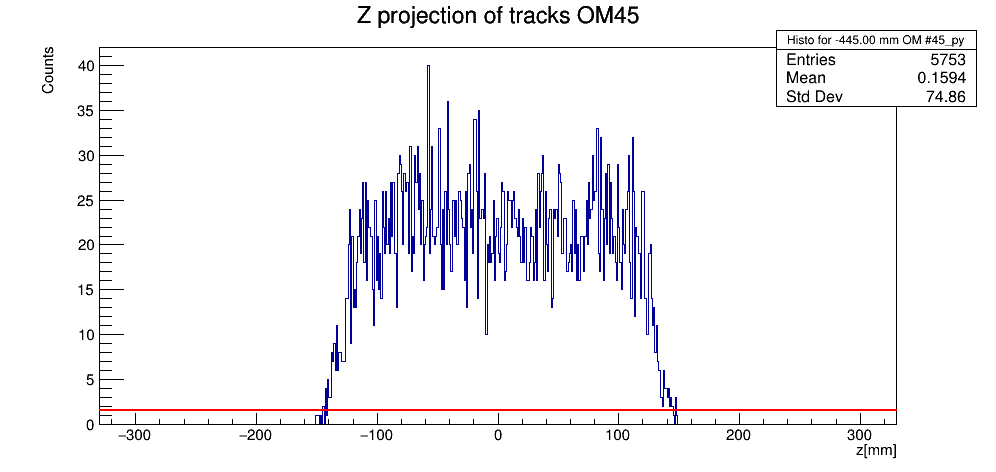 Z projection of tracks OM45
Histo for -445.00 mm OM #45_py
Entries 5753
Mean 0.1594
Std Dev 74.86
Counts
40
35
30
25
20
15
10
5
0
−300 −200 −100 0 100 200 300
z[mm]